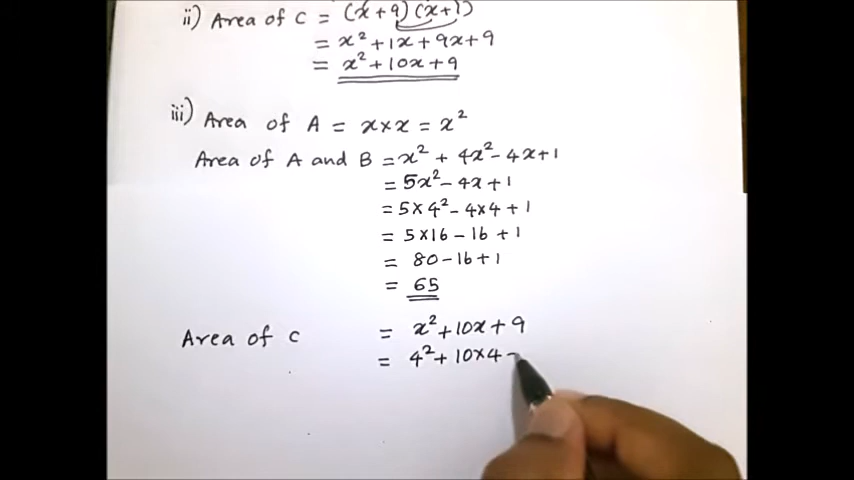 ii) Area of C = (x+9)(x+1)
= x²+1x+9x+9
= x²+10x+9
iii) Area of A = x×x = x²
Area of A and B = x² + 4x²-4x+1
= 5x²-4x+1
= 5×4²-4×4+1
= 5×16-16+1
= 80-16+1
= 65
Area of c = x²+10x+9
= 4²+10×4-